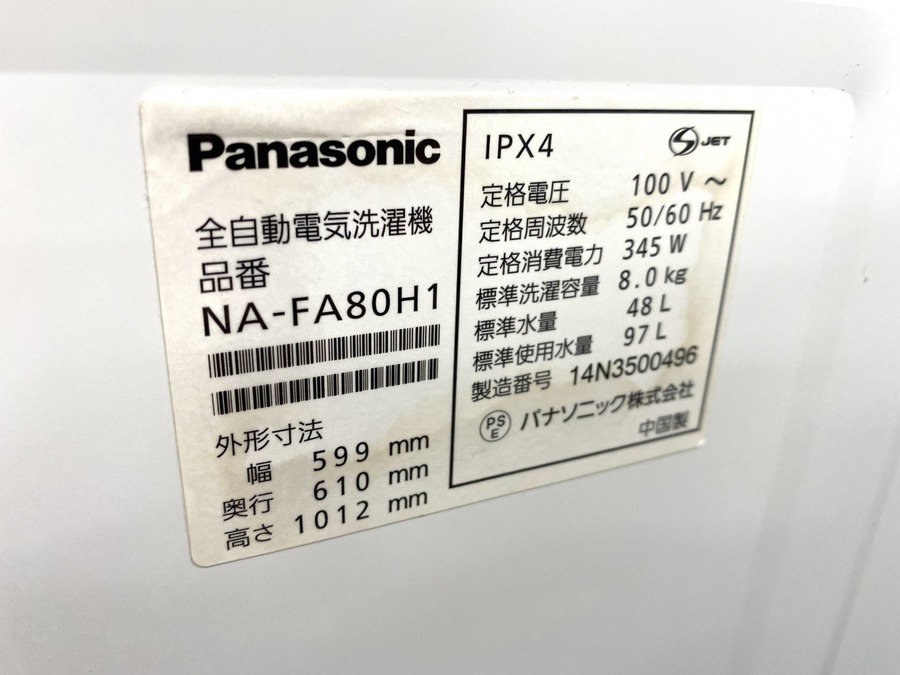 Panasonic
全自動電気洗濯機
品番
NA-FA80H1
外形寸法
幅 599 mm
奥行 610 mm
高さ 1012 mm
IPX4
S JET
定格電圧 100 V ～
定格周波数 50/60 Hz
定格消費電力 345 W
標準洗濯容量 8.0 kg
標準水量 48 L
標準使用水量 97 L
製造番号 14N3500496
PS E パナソニック株式会社
中国製